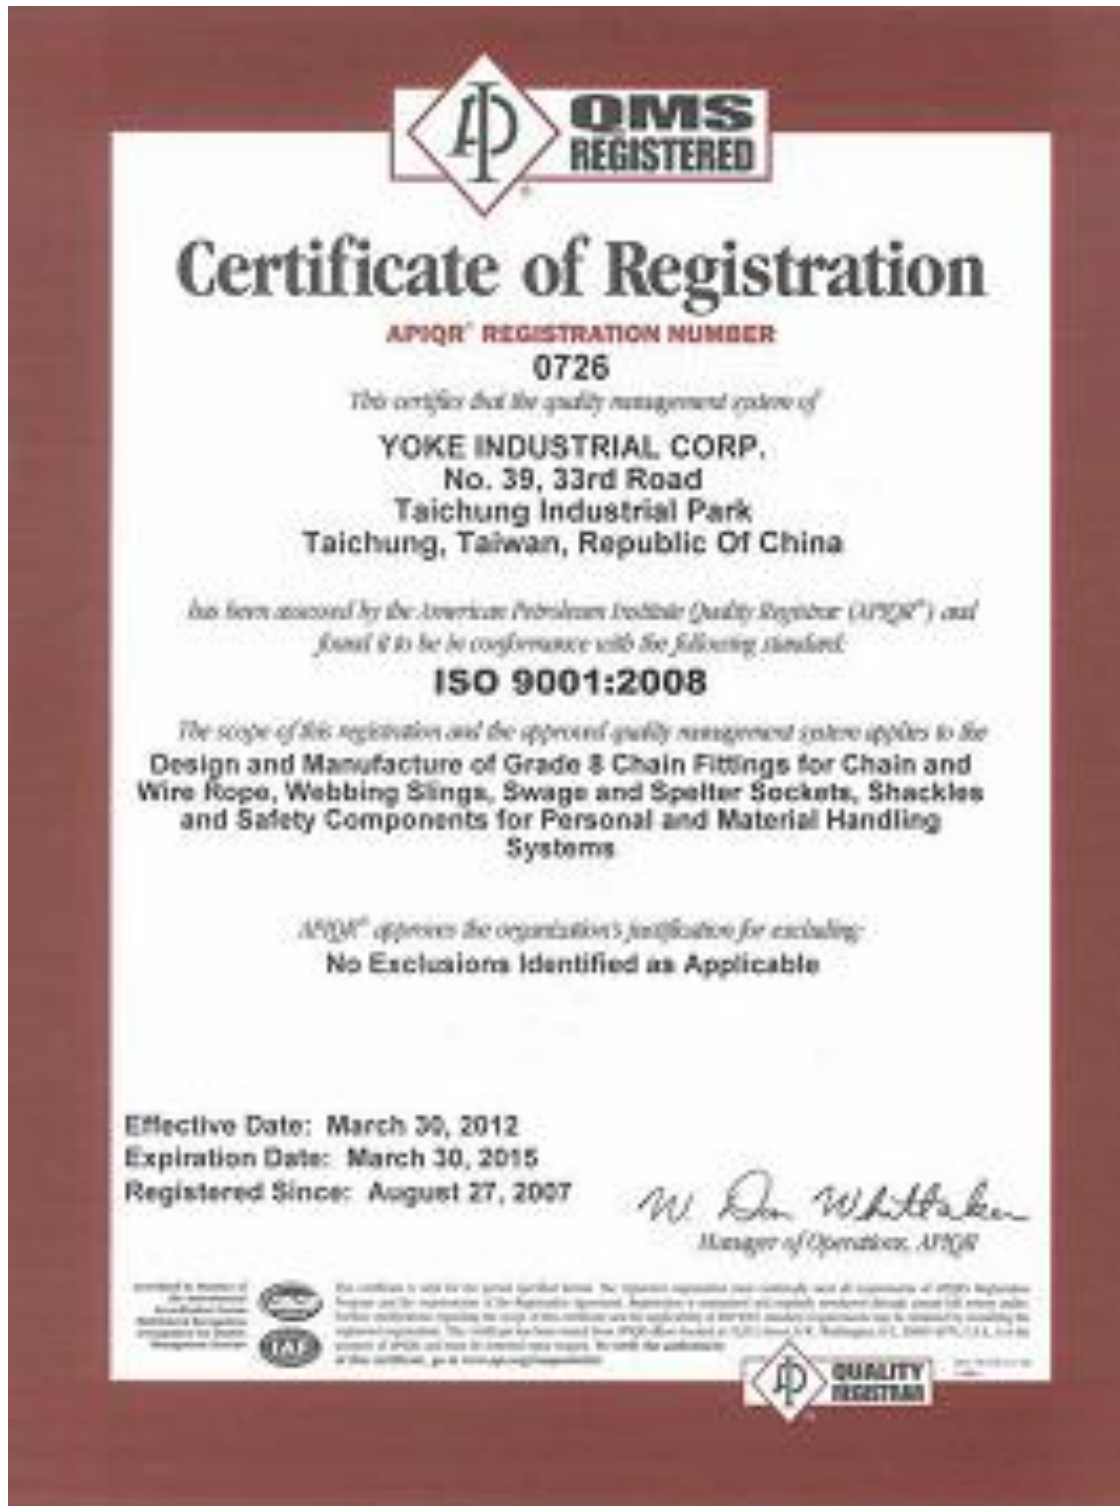 API
QMS
REGISTERED
Certificate of Registration
APIQR® REGISTRATION NUMBER
0726
This certifies that the quality management system of
YOKE INDUSTRIAL CORP.
No. 39, 33rd Road
Taichung Industrial Park
Taichung, Taiwan, Republic Of China
has been assessed by the American Petroleum Institute Quality Registrar (APIQR®) and
found it to be in conformance with the following standard:
ISO 9001:2008
The scope of this registration and the approved quality management system applies to the
Design and Manufacture of Grade 8 Chain Fittings for Chain and
Wire Rope, Webbing Slings, Swage and Spelter Sockets, Shackles
and Safety Components for Personal and Material Handling
Systems
APIQR® approves the organization's justification for excluding:
No Exclusions Identified as Applicable
Effective Date: March 30, 2012
Expiration Date: March 30, 2015
Registered Since: August 27, 2007
W. Don Whittaker
Manager of Operations, APIQR
IAF
API
QUALITY
REGISTRAR